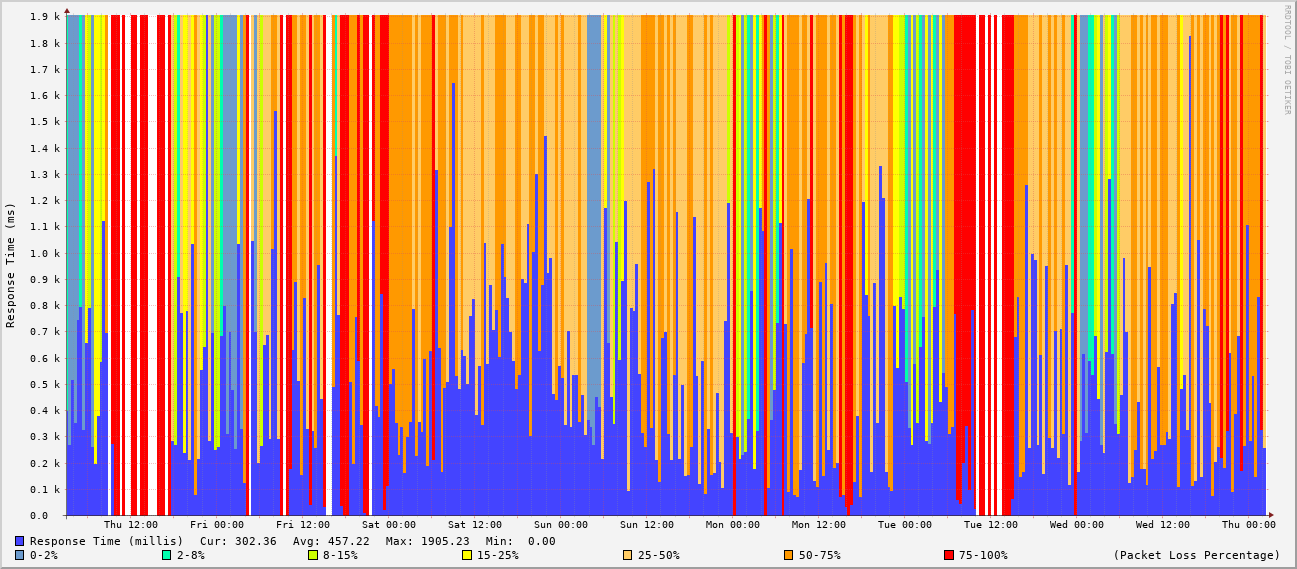 RRDTOOL / TOBI OETIKER
Response Time (ms)
1.9 k
1.8 k
1.7 k
1.6 k
1.5 k
1.4 k
1.3 k
1.2 k
1.1 k
1.0 k
0.9 k
0.8 k
0.7 k
0.6 k
0.5 k
0.4 k
0.3 k
0.2 k
0.1 k
0.0
Thu 12:00 Fri 00:00 Fri 12:00 Sat 00:00 Sat 12:00 Sun 00:00 Sun 12:00 Mon 00:00 Mon 12:00 Tue 00:00 Tue 12:00 Wed 00:00 Wed 12:00 Thu 00:00
Response Time (millis) Cur: 302.36 Avg: 457.22 Max: 1905.23 Min: 0.00
0-2% 2-8% 8-15% 15-25% 25-50% 50-75% 75-100% (Packet Loss Percentage)